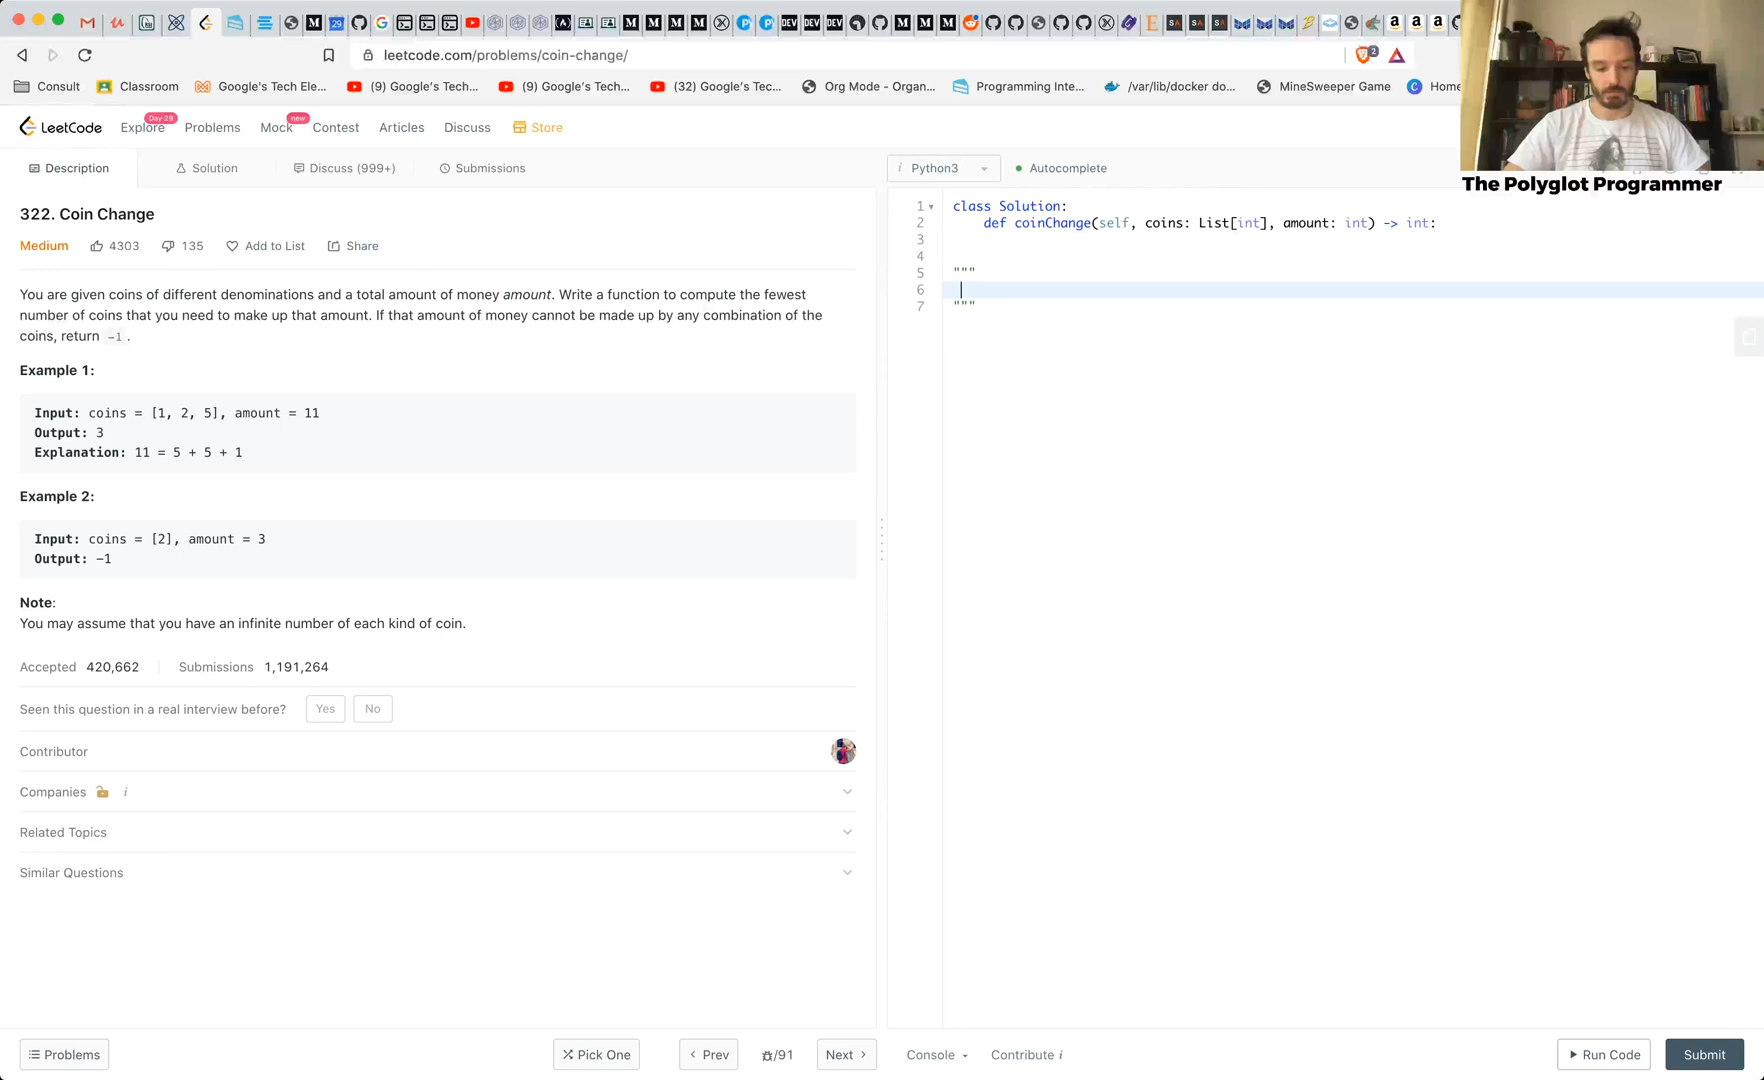 leetcode.com/problems/coin-change/
2
Consult
Classroom
Google's Tech Ele...
(9) Google's Tech...
(9) Google's Tech...
(32) Google's Tec...
Org Mode - Organ...
Programming Inte...
/var/lib/docker do...
MineSweeper Game
Home
LeetCode
Explore
Day 29
Problems
Mock
new
Contest
Articles
Discuss
Store
Description
Solution
Discuss (999+)
Submissions
i Python3
Autocomplete
The Polyglot Programmer
322. Coin Change
Medium 4303 135 Add to List Share
You are given coins of different denominations and a total amount of money amount. Write a function to compute the fewest
number of coins that you need to make up that amount. If that amount of money cannot be made up by any combination of the
coins, return -1 .
Example 1:
Input: coins = [1, 2, 5], amount = 11
Output: 3
Explanation: 11 = 5 + 5 + 1
Example 2:
Input: coins = [2], amount = 3
Output: -1
Note:
You may assume that you have an infinite number of each kind of coin.
Accepted 420,662 Submissions 1,191,264
Seen this question in a real interview before? Yes No
Contributor
Companies i
Related Topics
Similar Questions
1 class Solution:
2 def coinChange(self, coins: List[int], amount: int) -> int:
3
4
5 """
6
7 """
Problems
Pick One
Prev
/91
Next
Console
Contribute i
Run Code
Submit